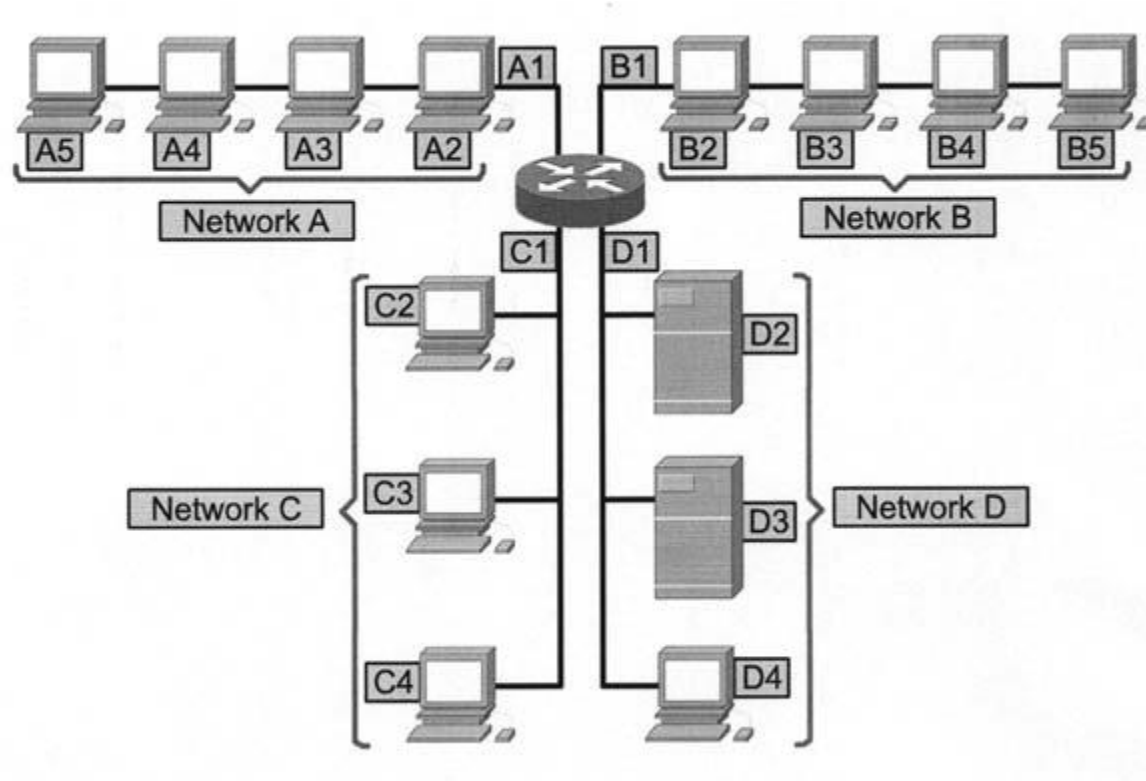 A1
B1
A5
A4
A3
A2
B2
B3
B4
B5
Network A
Network B
C1
D1
C2
D2
Network C
C3
D3
Network D
C4
D4